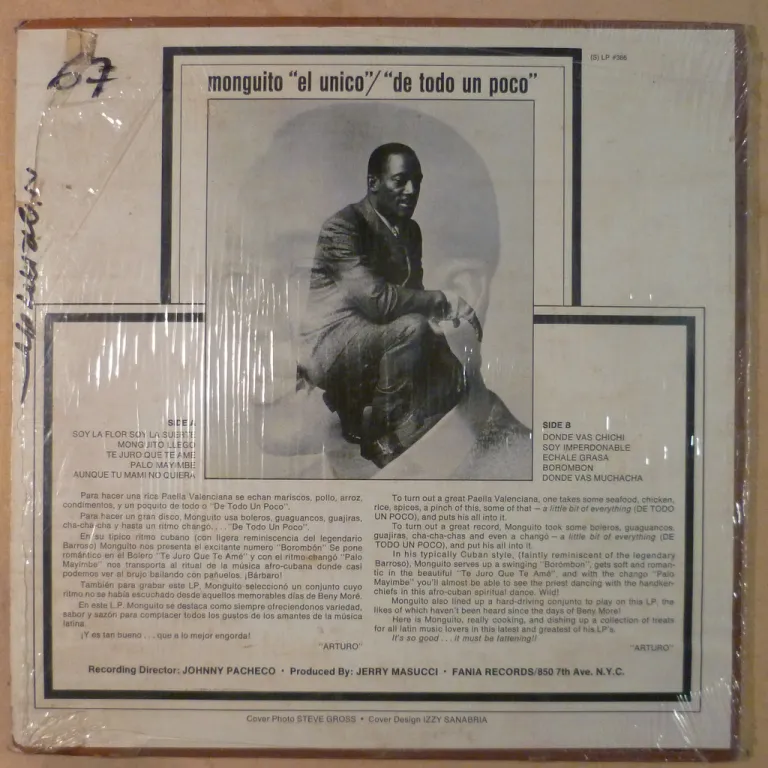 67
(S) LP #366
monguito "el unico"/"de todo un poco"
SIDE A
SOY LA FLOR SOY LA SUERTE
MONGUITO LLEGO
TE JURO QUE TE AME
PALO MAYIMBE
AUNQUE TU MAMI NO QUIERA
SIDE B
DONDE VAS CHICHI
SOY IMPERDONABLE
ECHALE GRASA
BOROMBON
DONDE VAS MUCHACHA
Para hacer una rica Paella Valenciana se echan mariscos, pollo, arroz,
condimentos, y un poquito de todo o "De Todo Un Poco".
Para hacer un gran disco, Monguito usa boleros, guaguancos, guajiras,
cha-cha-cha y hasta un ritmo changó. . . . "De Todo Un Poco".
En su típico ritmo cubano (con ligera reminiscencia del legendario
Barroso) Monguito nos presenta el excitante numero "Borombón" Se pone
romántico en el Bolero "Te Juro Que Te Amé" y con el ritmo changó "Palo
Mayimbe" nos transporta al ritual de la música afro-cubana donde casi
podemos ver el brujo bailando con pañuelos. ¡Bárbaro!
También para grabar este LP, Monguito seleccionó un conjunto cuyo
ritmo no se había escuchado desde aquellos memorables días de Beny Moré.
En este L.P. Monguito se destaca como siempre ofreciendonos variedad,
sabor y sazón para complacer todos los gustos de los amantes de la música
latina.
¡Y es tan bueno . . . que a lo mejor engorda!
"ARTURO"
To turn out a great Paella Valenciana, one takes some seafood, chicken,
rice, spices, a pinch of this, some of that — a little bit of everything (DE TODO
UN POCO), and puts his all into it.
To turn out a great record, Monguito took some boleros, guaguancos,
guajiras, cha-cha-chas and even a changó — a little bit of everything (DE
TODO UN POCO), and put his all into it.
In his typically Cuban style, (faintly reminiscent of the legendary
Barroso), Monguito serves up a swinging "Borombon", gets soft and roman-
tic in the beautiful "Te Juro Que Te Amé", and with the chango "Palo
Mayimbe" you'll almost be able to see the priest dancing with the handker-
chiefs in this afro-cuban spiritual dance. Wild!
Monguito also lined up a hard-driving conjunto to play on this LP, the
likes of which haven't been heard since the days of Beny More!
Here is Monguito, really cooking, and dishing up a collection of treats
for all latin music lovers in this latest and greatest of his LP's.
It's so good . . . it must be fattening!!
"ARTURO"
Recording Director: JOHNNY PACHECO • Produced By: JERRY MASUCCI • FANIA RECORDS/850 7th Ave. N.Y.C.
Cover Photo STEVE GROSS • Cover Design IZZY SANABRIA